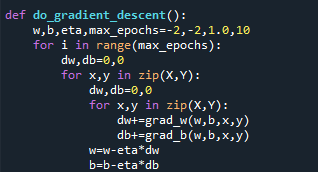 def do_gradient_descent():
    w,b,eta,max_epochs=-2,-2,1.0,10
    for i in range(max_epochs):
        dw,db=0,0
        for x,y in zip(X,Y):
            dw,db=0,0
            for x,y in zip(X,Y):
                dw+=grad_w(w,b,x,y)
                db+=grad_b(w,b,x,y)
            w=w-eta*dw
            b=b-eta*db